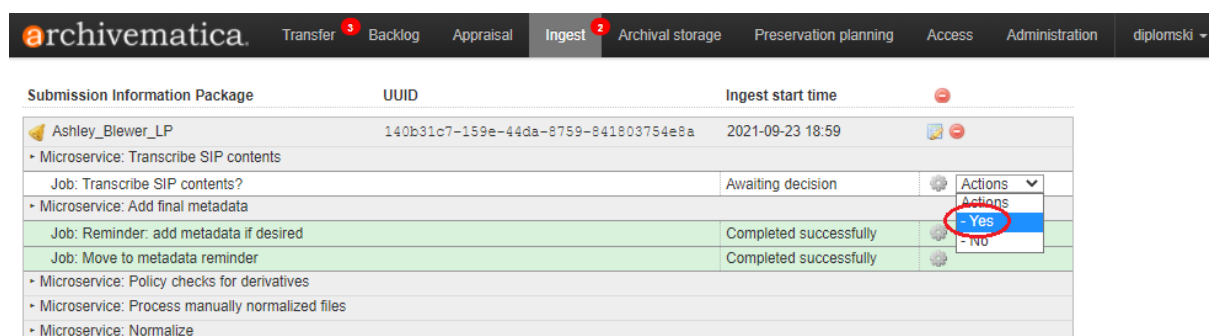 archivematica. Transfer 3 Backlog Appraisal Ingest 2 Archival storage Preservation planning Access Administration diplomski
Submission Information Package UUID Ingest start time
Ashley_Blewer_LP 140b31c7-159e-44da-8759-841803754e8a 2021-09-23 18:59
Microservice: Transcribe SIP contents
Job: Transcribe SIP contents? Awaiting decision Actions
Microservice: Add final metadata Actions
Job: Reminder: add metadata if desired Completed successfully - Yes
- No
Job: Move to metadata reminder Completed successfully
Microservice: Policy checks for derivatives
Microservice: Process manually normalized files
Microservice: Normalize